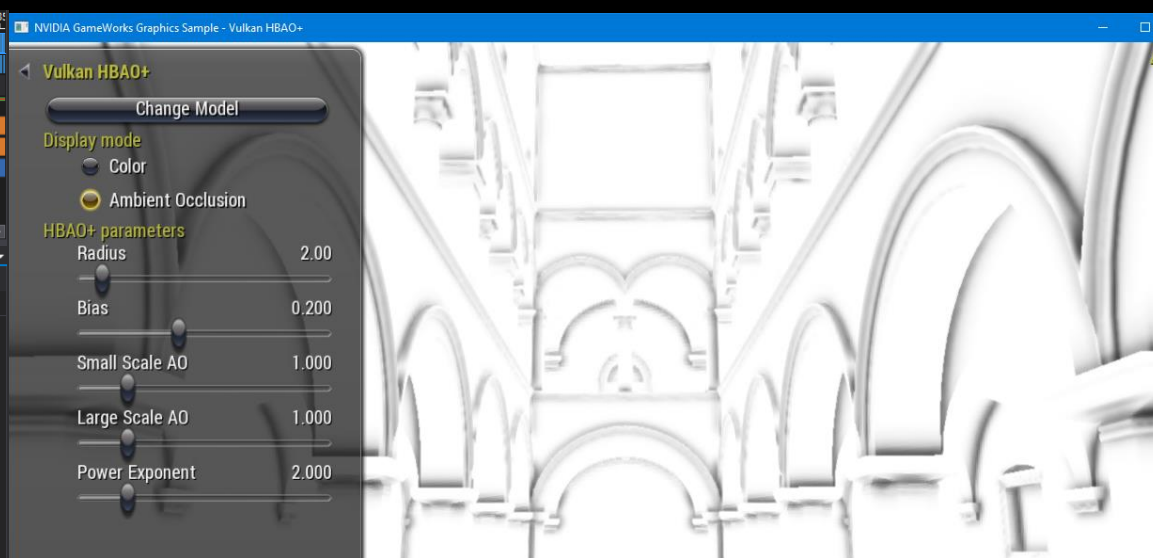 NVIDIA GameWorks Graphics Sample - Vulkan HBAO+
Vulkan HBAO+
Change Model
Display mode
Color
Ambient Occlusion
HBAO+ parameters
Radius 2.00
Bias 0.200
Small Scale AO 1.000
Large Scale AO 1.000
Power Exponent 2.000